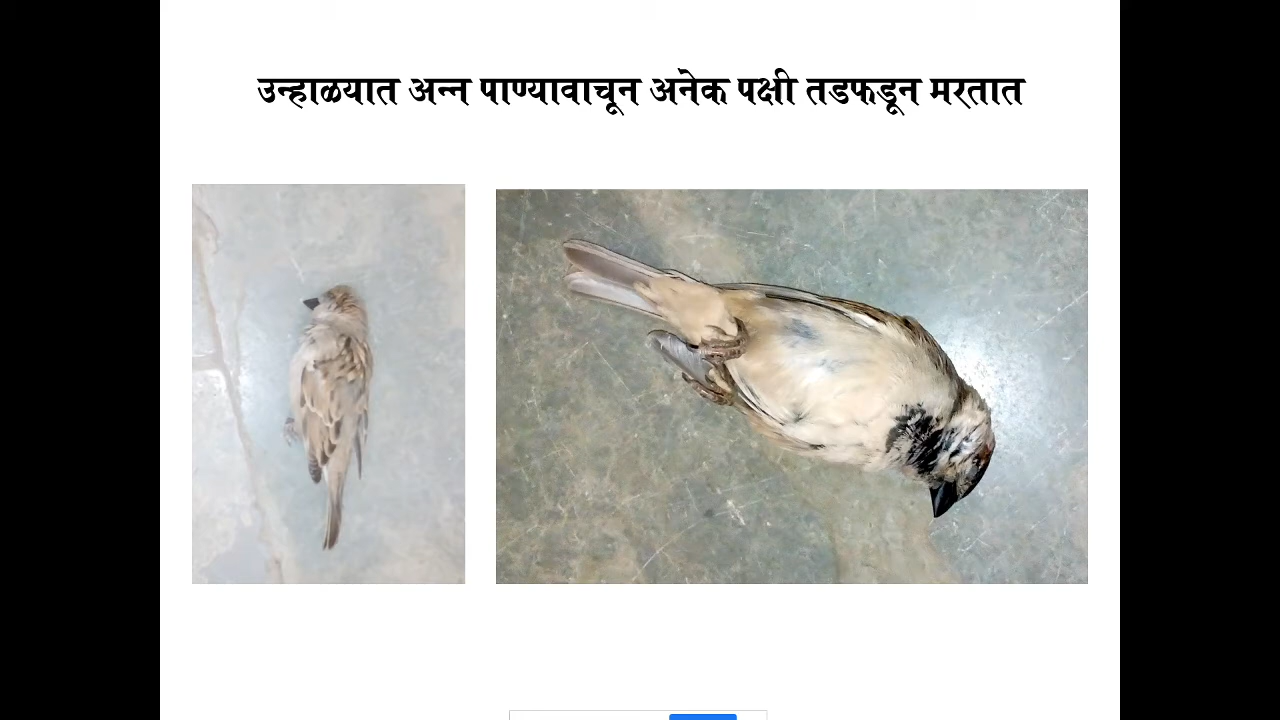 उन्हाळयात अन्न पाण्यावाचून अनेक पक्षी तडफडून मरतात